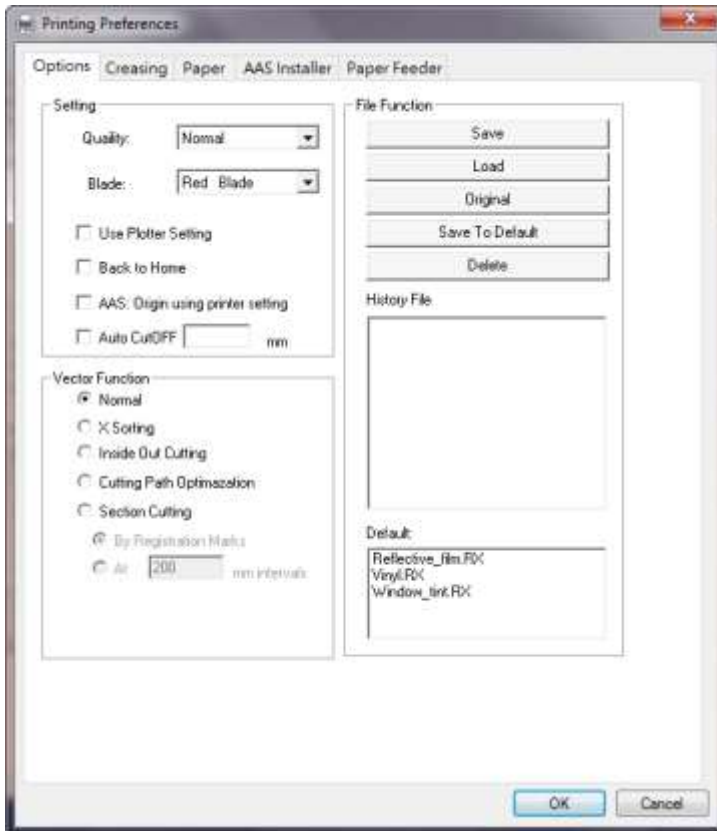 Printing Preferences
Options Creasing Paper AAS Installer Paper Feeder
Setting
Quality: Normal
Blade: Red Blade
Use Plotter Setting
Back to Home
AAS: Origin using printer setting
Auto CutOFF mm
Vector Function
Normal
X Sorting
Inside Out Cutting
Cutting Path Optimazation
Section Cutting
By Registration Marks
At 200 mm intervals
File Function
Save
Load
Original
Save To Default
Delete
History File
Default
Reflective_film.RX
Vinyl.RX
Window_tint.RX
OK Cancel